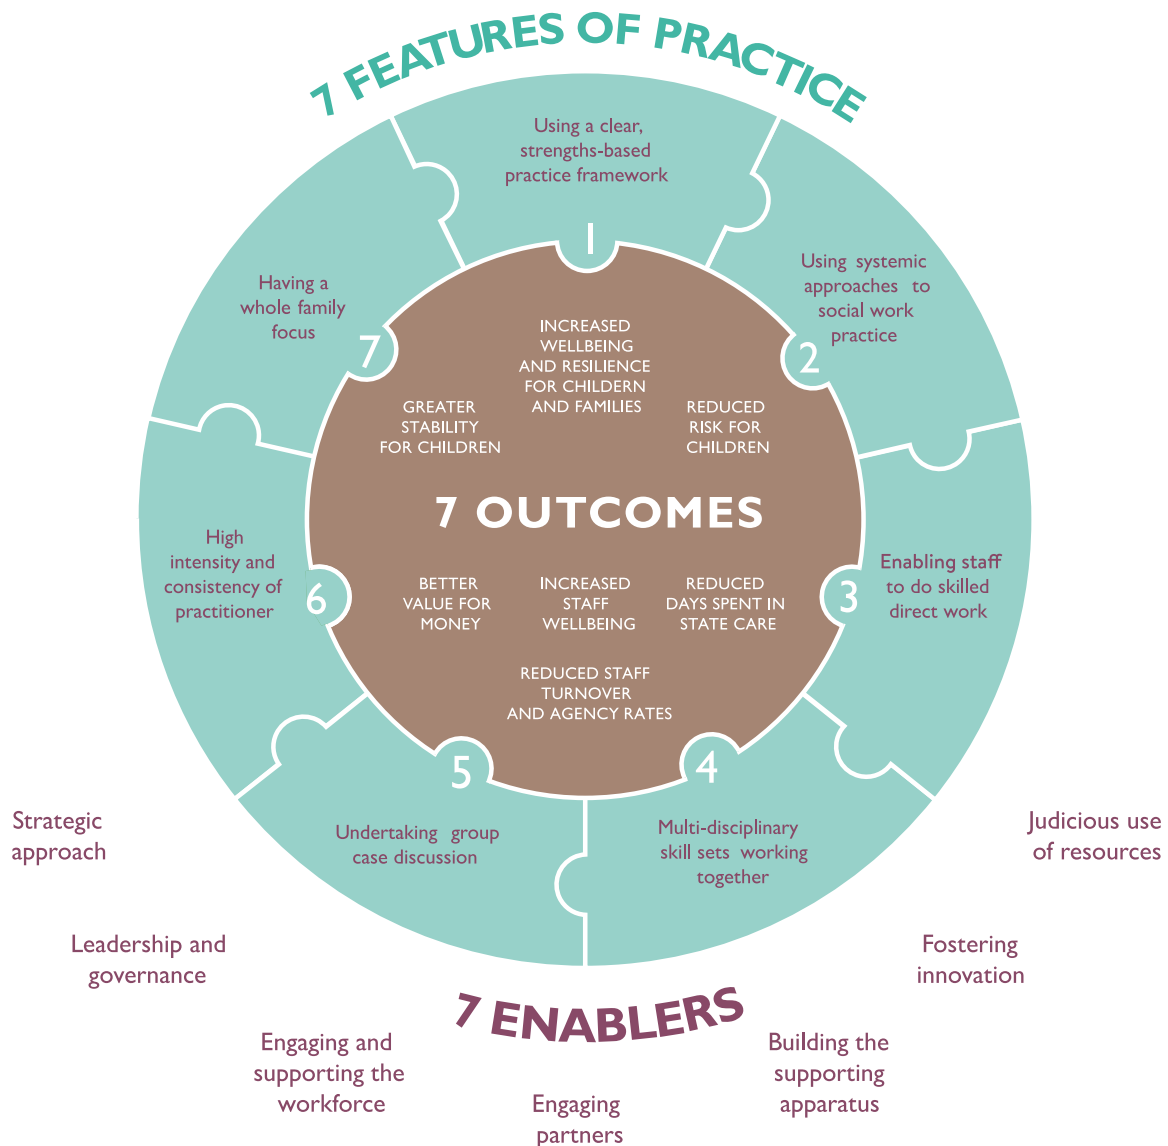 7 FEATURES OF PRACTICE
Using a clear,
strengths-based
practice framework
1
Using systemic
approaches to
social work
practice
2
Enabling staff
to do skilled
direct work
3
Multi-disciplinary
skill sets working
together
4
Undertaking group
case discussion
5
High
intensity and
consistency of
practitioner
6
Having a
whole family
focus
7
INCREASED
WELLBEING
AND RESILIENCE
FOR CHILDERN
AND FAMILIES
GREATER
STABILITY
FOR CHILDREN
REDUCED
RISK FOR
CHILDREN
7 OUTCOMES
BETTER
VALUE FOR
MONEY
INCREASED
STAFF
WELLBEING
REDUCED
DAYS SPENT IN
STATE CARE
REDUCED STAFF
TURNOVER
AND AGENCY RATES
7 ENABLERS
Strategic
approach
Leadership and
governance
Engaging and
supporting the
workforce
Engaging
partners
Building the
supporting
apparatus
Fostering
innovation
Judicious use
of resources